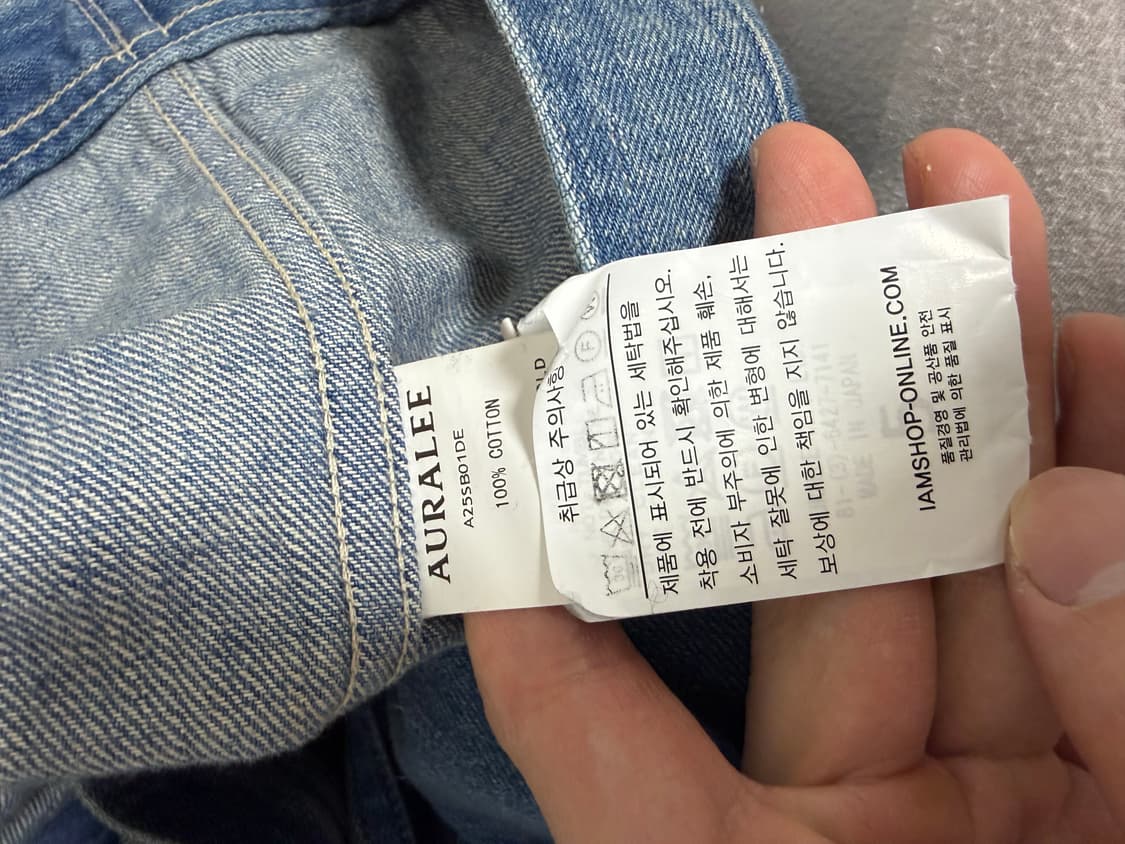 AURALEE
A25SB01DE
100% COTTON
취급상 주의사항
제품에 표시되어 있는 세탁법을
착용 전에 반드시 확인해주십시오.
소비자 부주의에 의한 제품 훼손,
세탁 잘못에 인한 변형에 대해서는
보상에 대한 책임을 지지 않습니다.
IAMSHOP-ONLINE.COM
품질경영 및 공산품 안전
관리법에 의한 품질 표시